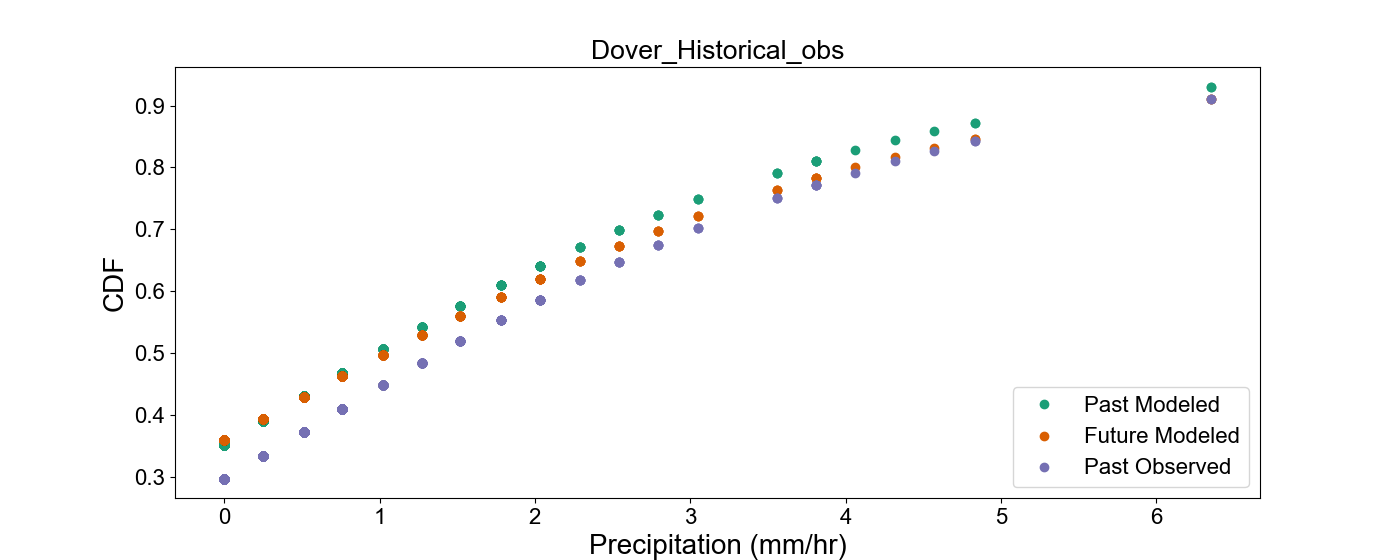 Dover_Historical_obs
CDF
0.9
0.8
0.7
0.6
0.5
0.4
0.3
Past Modeled
Future Modeled
Past Observed
0 1 2 3 4 5 6
Precipitation (mm/hr)